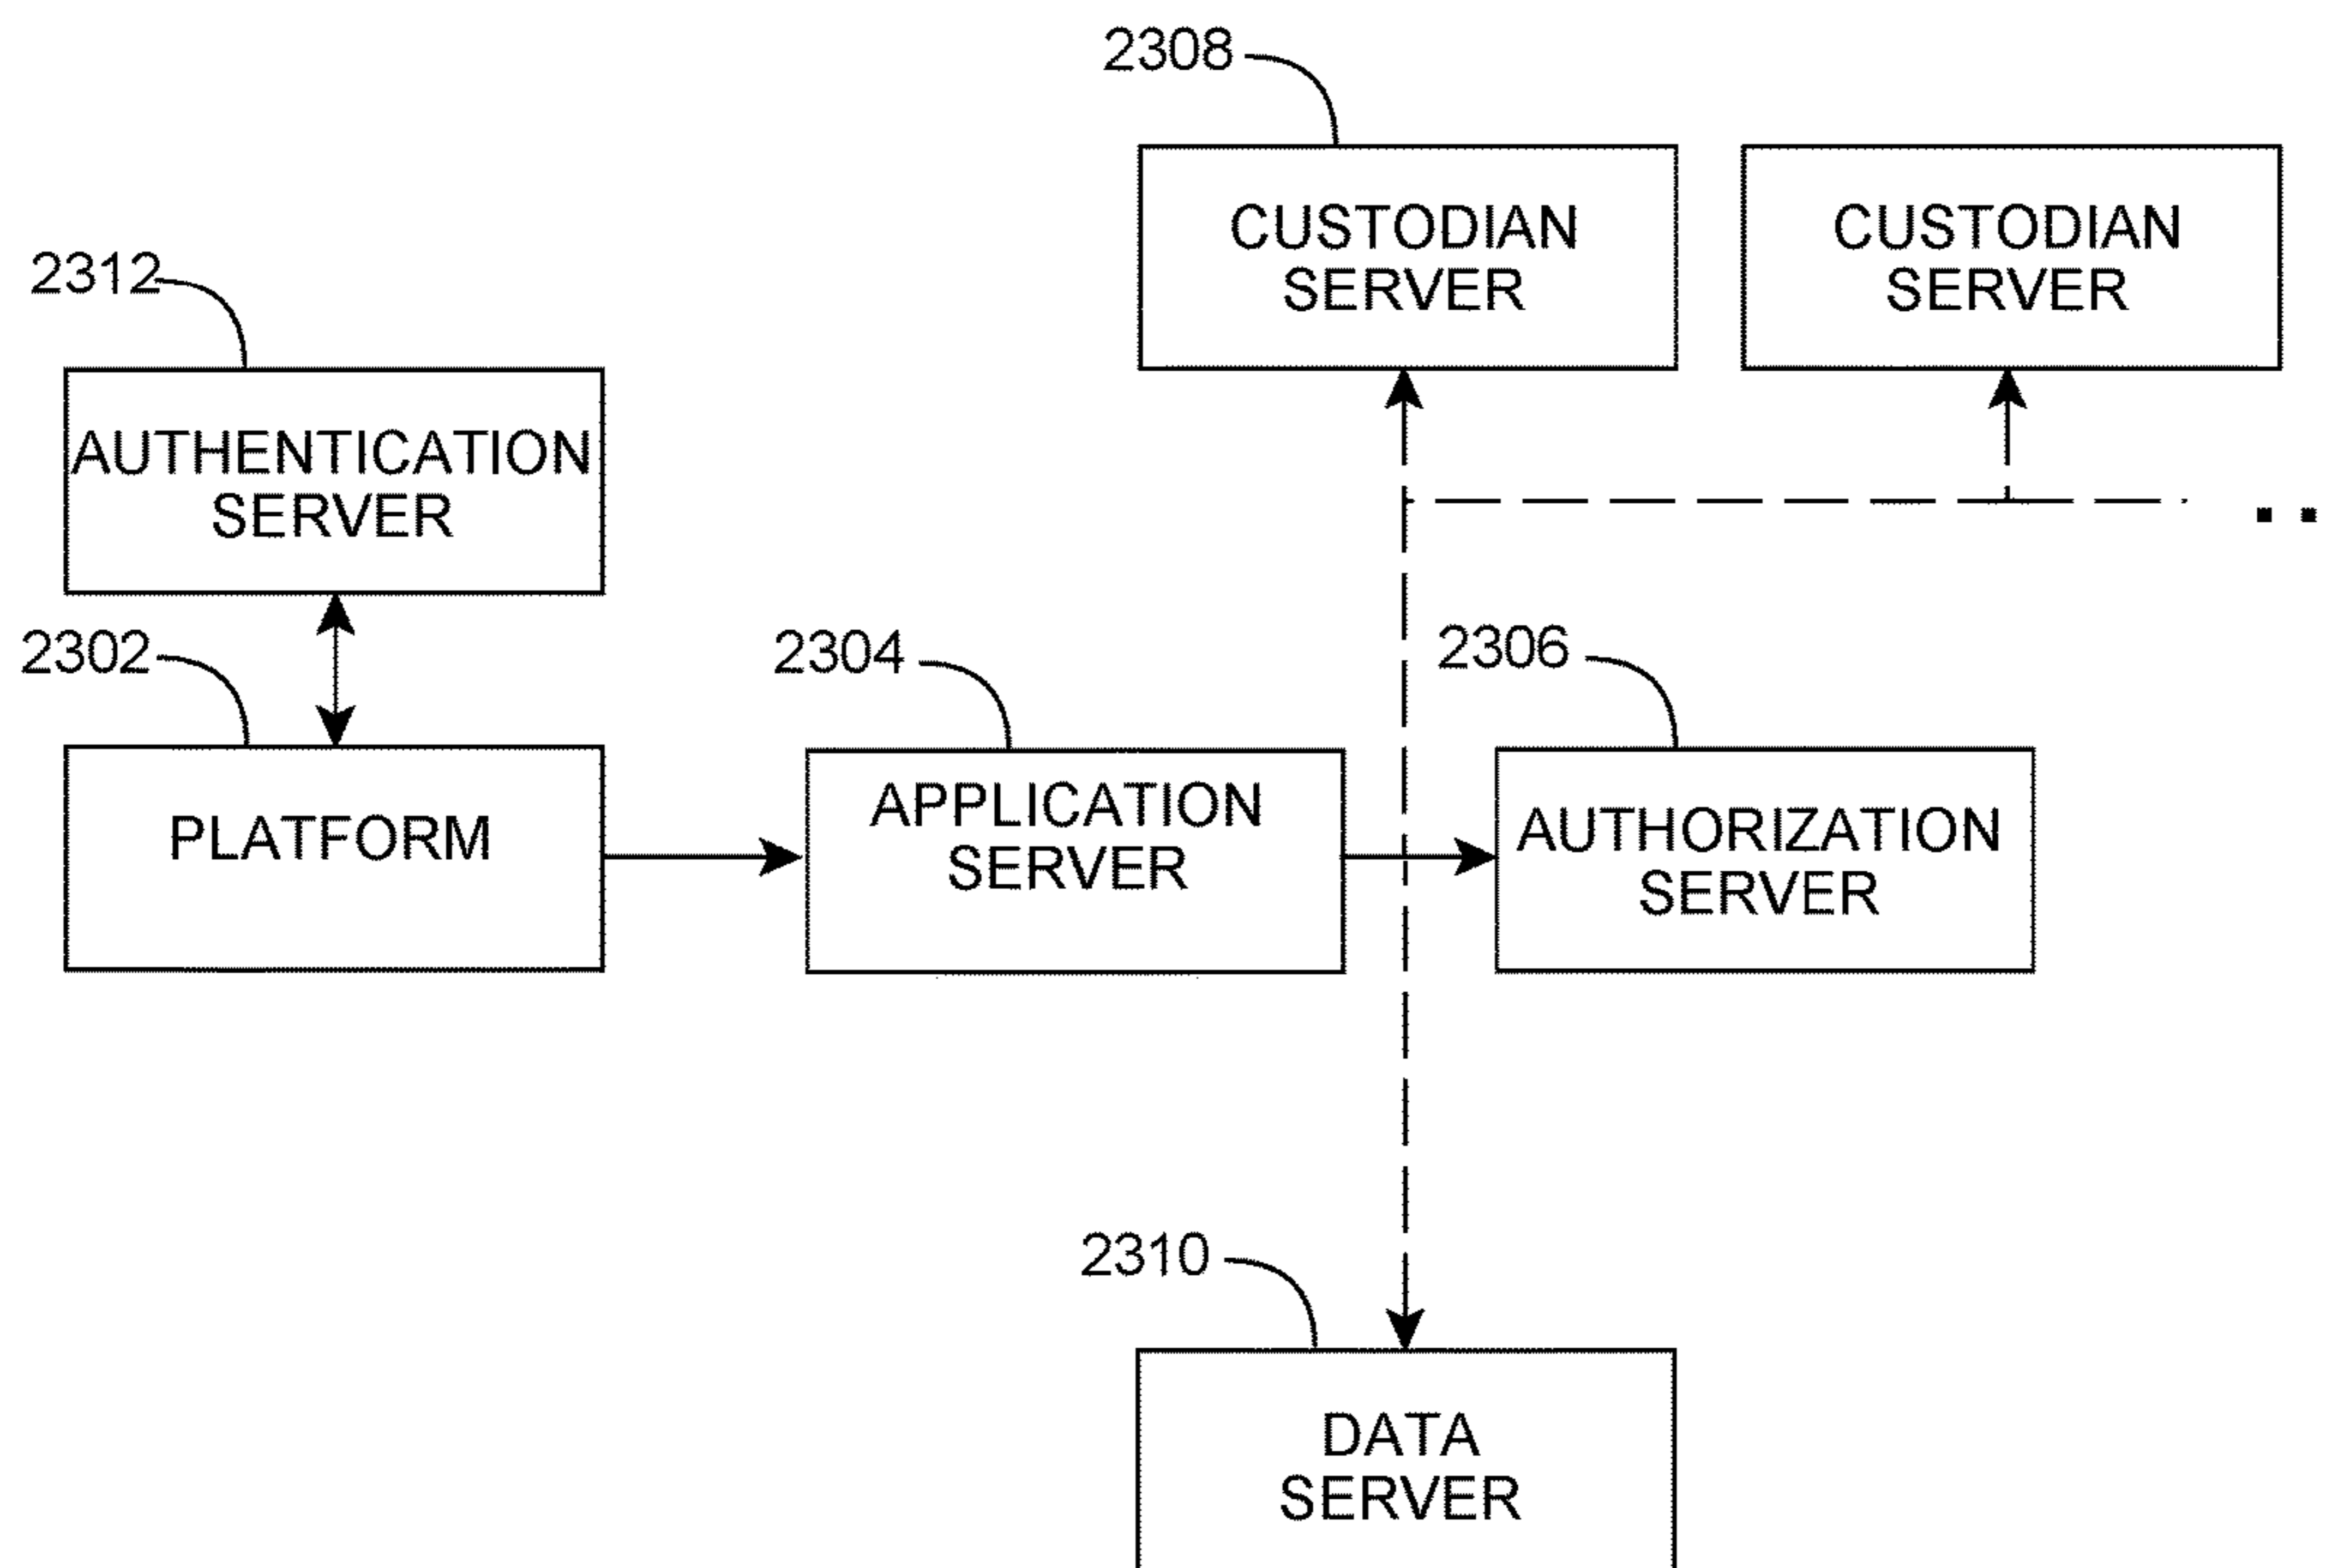 2308
CUSTODIAN
SERVER
CUSTODIAN
SERVER
2312
AUTHENTICATION
SERVER
2302
PLATFORM
2304
APPLICATION
SERVER
2306
AUTHORIZATION
SERVER
2310
DATA
SERVER